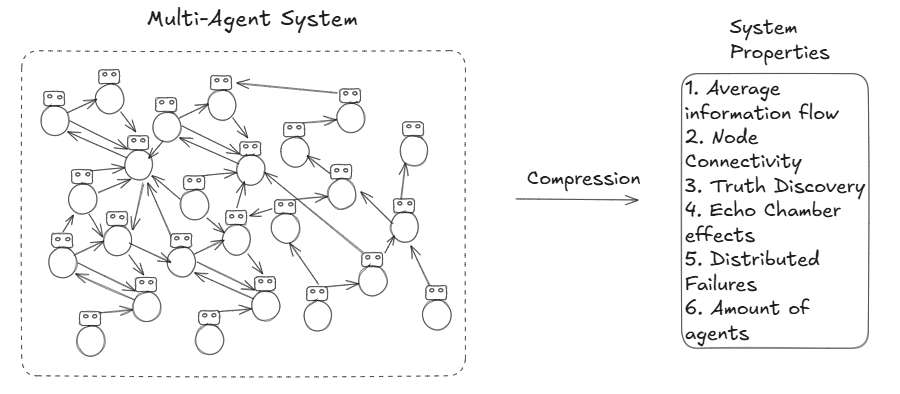 Multi-Agent System
Compression
System
Properties
1. Average
information flow
2. Node
Connectivity
3. Truth Discovery
4. Echo Chamber
effects
5. Distributed
Failures
6. Amount of
agents